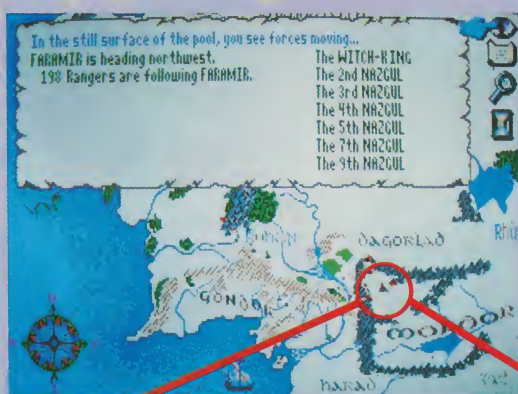 In the still surface of the pool, you see forces moving...
FARAMIR is heading northwest.
198 Rangers are following FARAMIR.
The WITCH-KING
The 2nd NAZGUL
The 3rd NAZGUL
The 4th NAZGUL
The 5th NAZGUL
The 7th NAZGUL
The 9th NAZGUL
DAGORLAD
GONDOR
MORDOR
HARAD